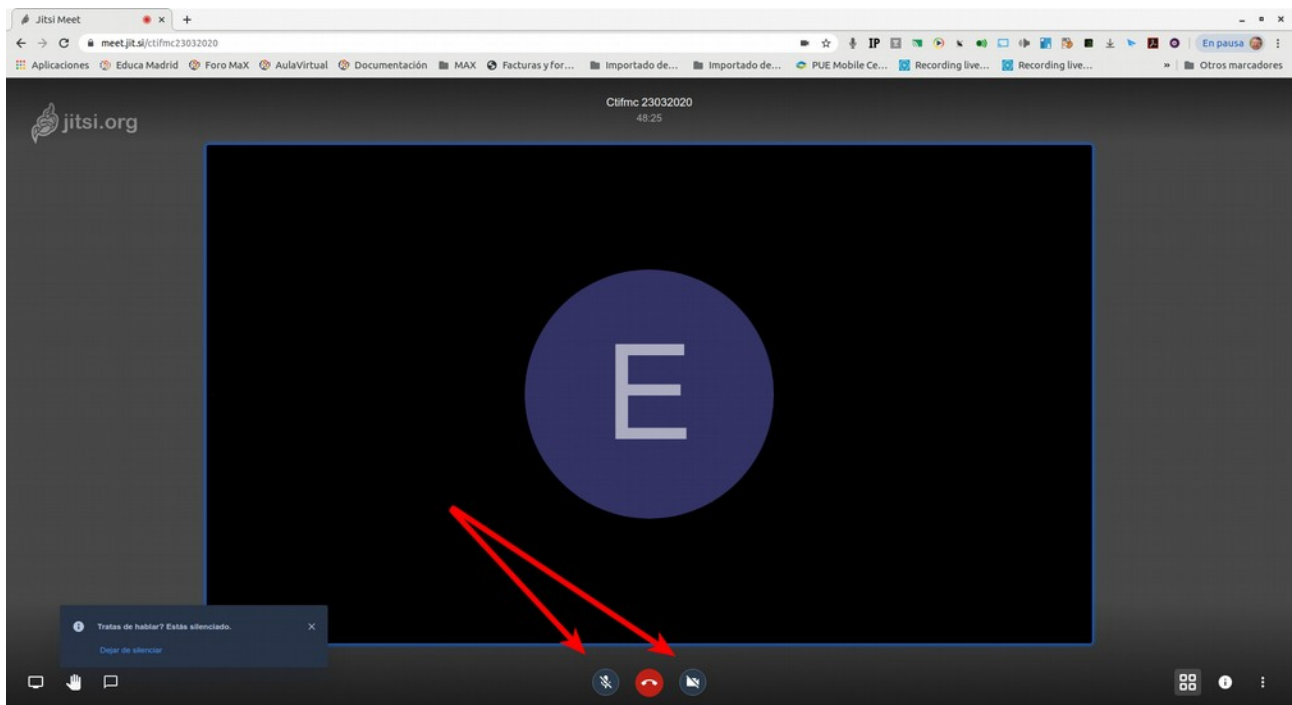 Jitsi Meet
meet.jit.si/ctifmc23032020
IP
En pausa
Aplicaciones Educa Madrid Foro MaX AulaVirtual Documentación MAX Facturas y for... Importado de... Importado de... PUE Mobile Ce... Recording live... Recording live... » Otros marcadores
jitsi.org
Ctifmc 23032020
48:25
E
Tratas de hablar? Estás silenciado.
Dejar de silenciar